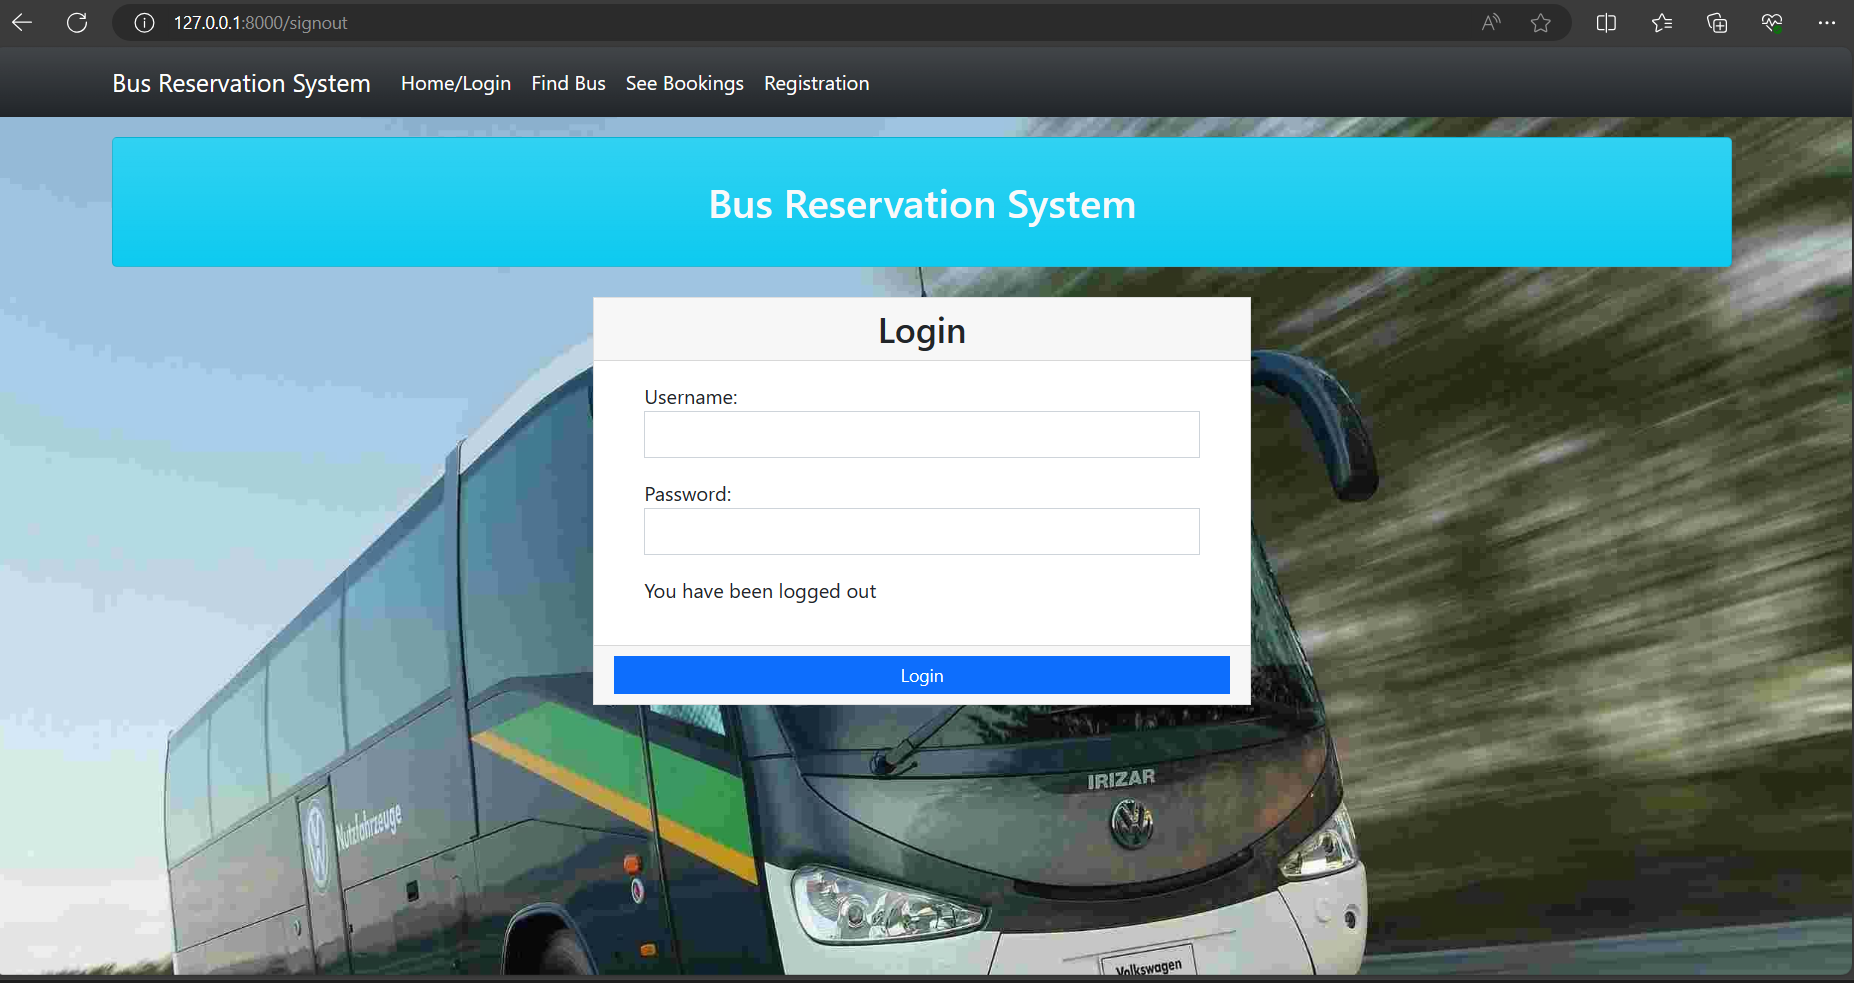 127.0.0.1:8000/signout
Bus Reservation System Home/Login Find Bus See Bookings Registration
Bus Reservation System
Login
Username:
Password:
You have been logged out
Login
IRIZAR
Nutzfahrzeuge
Volkswagen